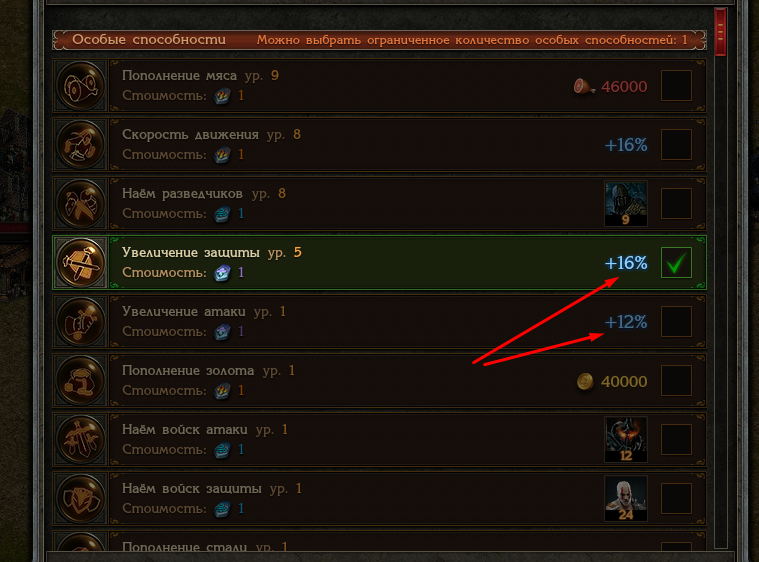 Особые способности Можно выбрать ограниченное количество особых способностей: 1
Пополнение мяса ур. 9
Стоимость: 1
46000
Скорость движения ур. 8
Стоимость: 1
+16%
Наём разведчиков ур. 8
Стоимость: 1
9
Увеличение защиты ур. 5
Стоимость: 1
+16%
Увеличение атаки ур. 1
Стоимость: 1
+12%
Пополнение золота ур. 1
Стоимость: 1
40000
Наём войск атаки ур. 1
Стоимость: 1
12
Наём войск защиты ур. 1
Стоимость: 1
24
Пополнение стали ур. 1